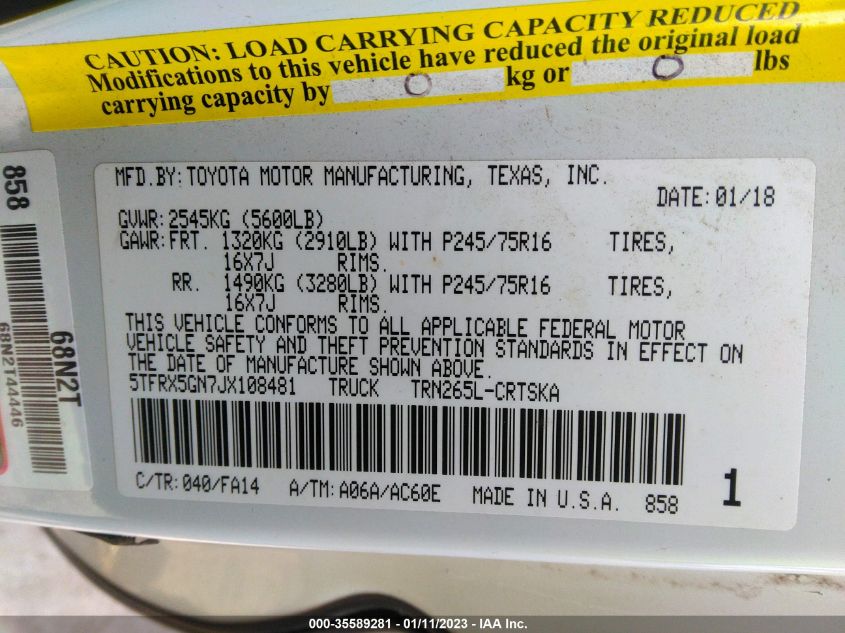 CAUTION: LOAD CARRYING CAPACITY REDUCED
Modifications to this vehicle have reduced the original load
carrying capacity by 0 kg or 0 lbs
MFD.BY:TOYOTA MOTOR MANUFACTURING, TEXAS, INC.
DATE:01/18
GVWR:2545KG (5600LB)
GAWR:FRT. 1320KG (2910LB) WITH P245/75R16 TIRES,
16X7J RIMS.
RR. 1490KG (3280LB) WITH P245/75R16 TIRES,
16X7J RIMS.
THIS VEHICLE CONFORMS TO ALL APPLICABLE FEDERAL MOTOR
VEHICLE SAFETY AND THEFT PREVENTION STANDARDS IN EFFECT ON
THE DATE OF MANUFACTURE SHOWN ABOVE.
5TFRX5GN7JX108481 TRUCK TRN265L-CRTSKA
C/TR:040/FA14 A/TM:A06A/AC60E MADE IN U.S.A. 858
1
858
68N2T
68N2T44446
000-35589281 - 01/11/2023 - IAA Inc.